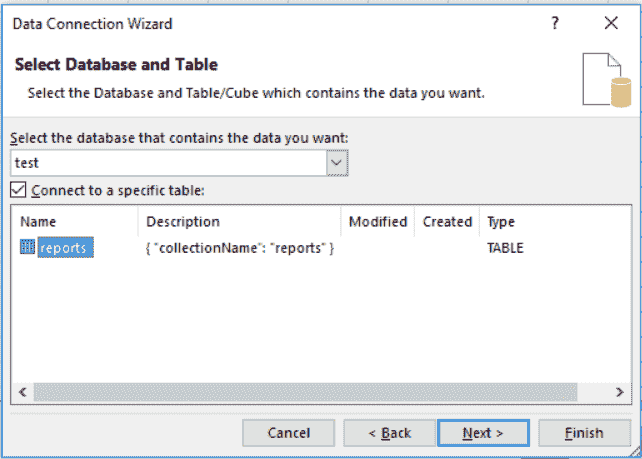 Data Connection Wizard ?
Select Database and Table
Select the Database and Table/Cube which contains the data you want.
Select the database that contains the data you want:
test
Connect to a specific table:
Name Description Modified Created Type
reports { "collectionName": "reports" } TABLE
Cancel < Back Next > Finish